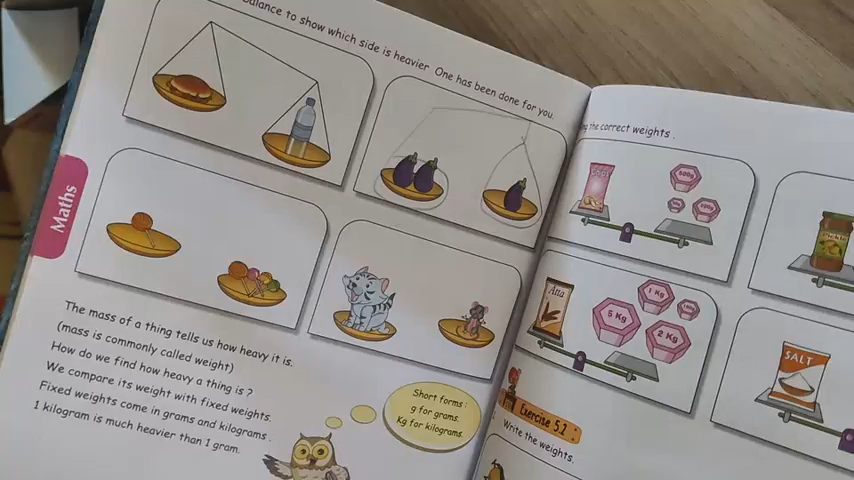 balance to show which side is heavier. One has been done for you.
Maths
The mass of a thing tells us how heavy it is.
(mass is commonly called weight)
How do we find how heavy a thing is ?
We compare its weight with fixed weights.
Fixed weights come in grams and kilograms.
1 kilogram is much heavier than 1 gram.
Short forms :
g for grams.
Kg for kilograms.
the correct weights .
500g
Atta
1 Kg
5 Kg
2 Kg
Pickle
SALT
Exercise 5.2
Write the weights.